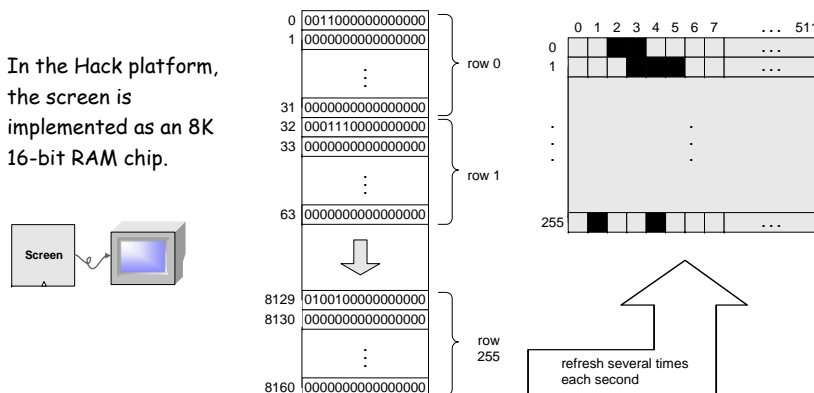 In the Hack platform,
the screen is
implemented as an 8K
16-bit RAM chip.
Screen
0 0011000000000000
1 0000000000000000
⋮
31 0000000000000000
row 0
32 0001110000000000
33 0000000000000000
⋮
63 0000000000000000
row 1
8129 0100100000000000
8130 0000000000000000
⋮
8160 0000000000000000
row
255
0 1 2 3 4 5 6 7 ... 511
0 ...
1 ...
⋮
255 ...
refresh several times
each second